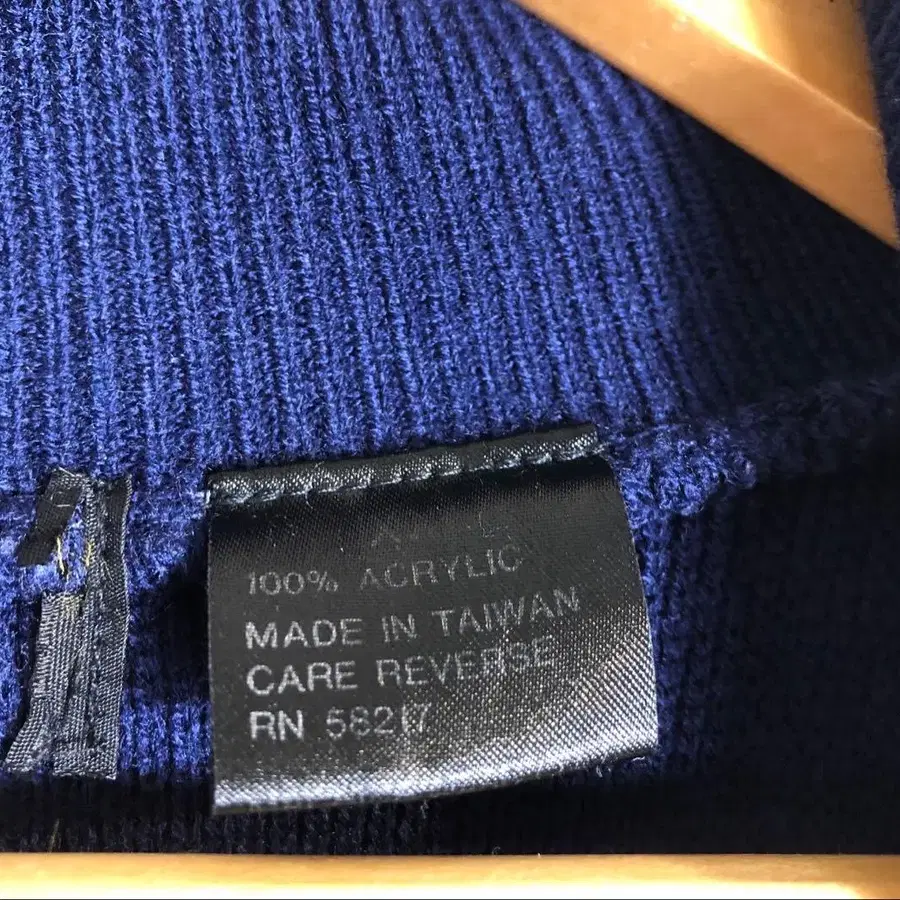 100% ACRYLIC
MADE IN TAIWAN
CARE REVERSE
RN 58217